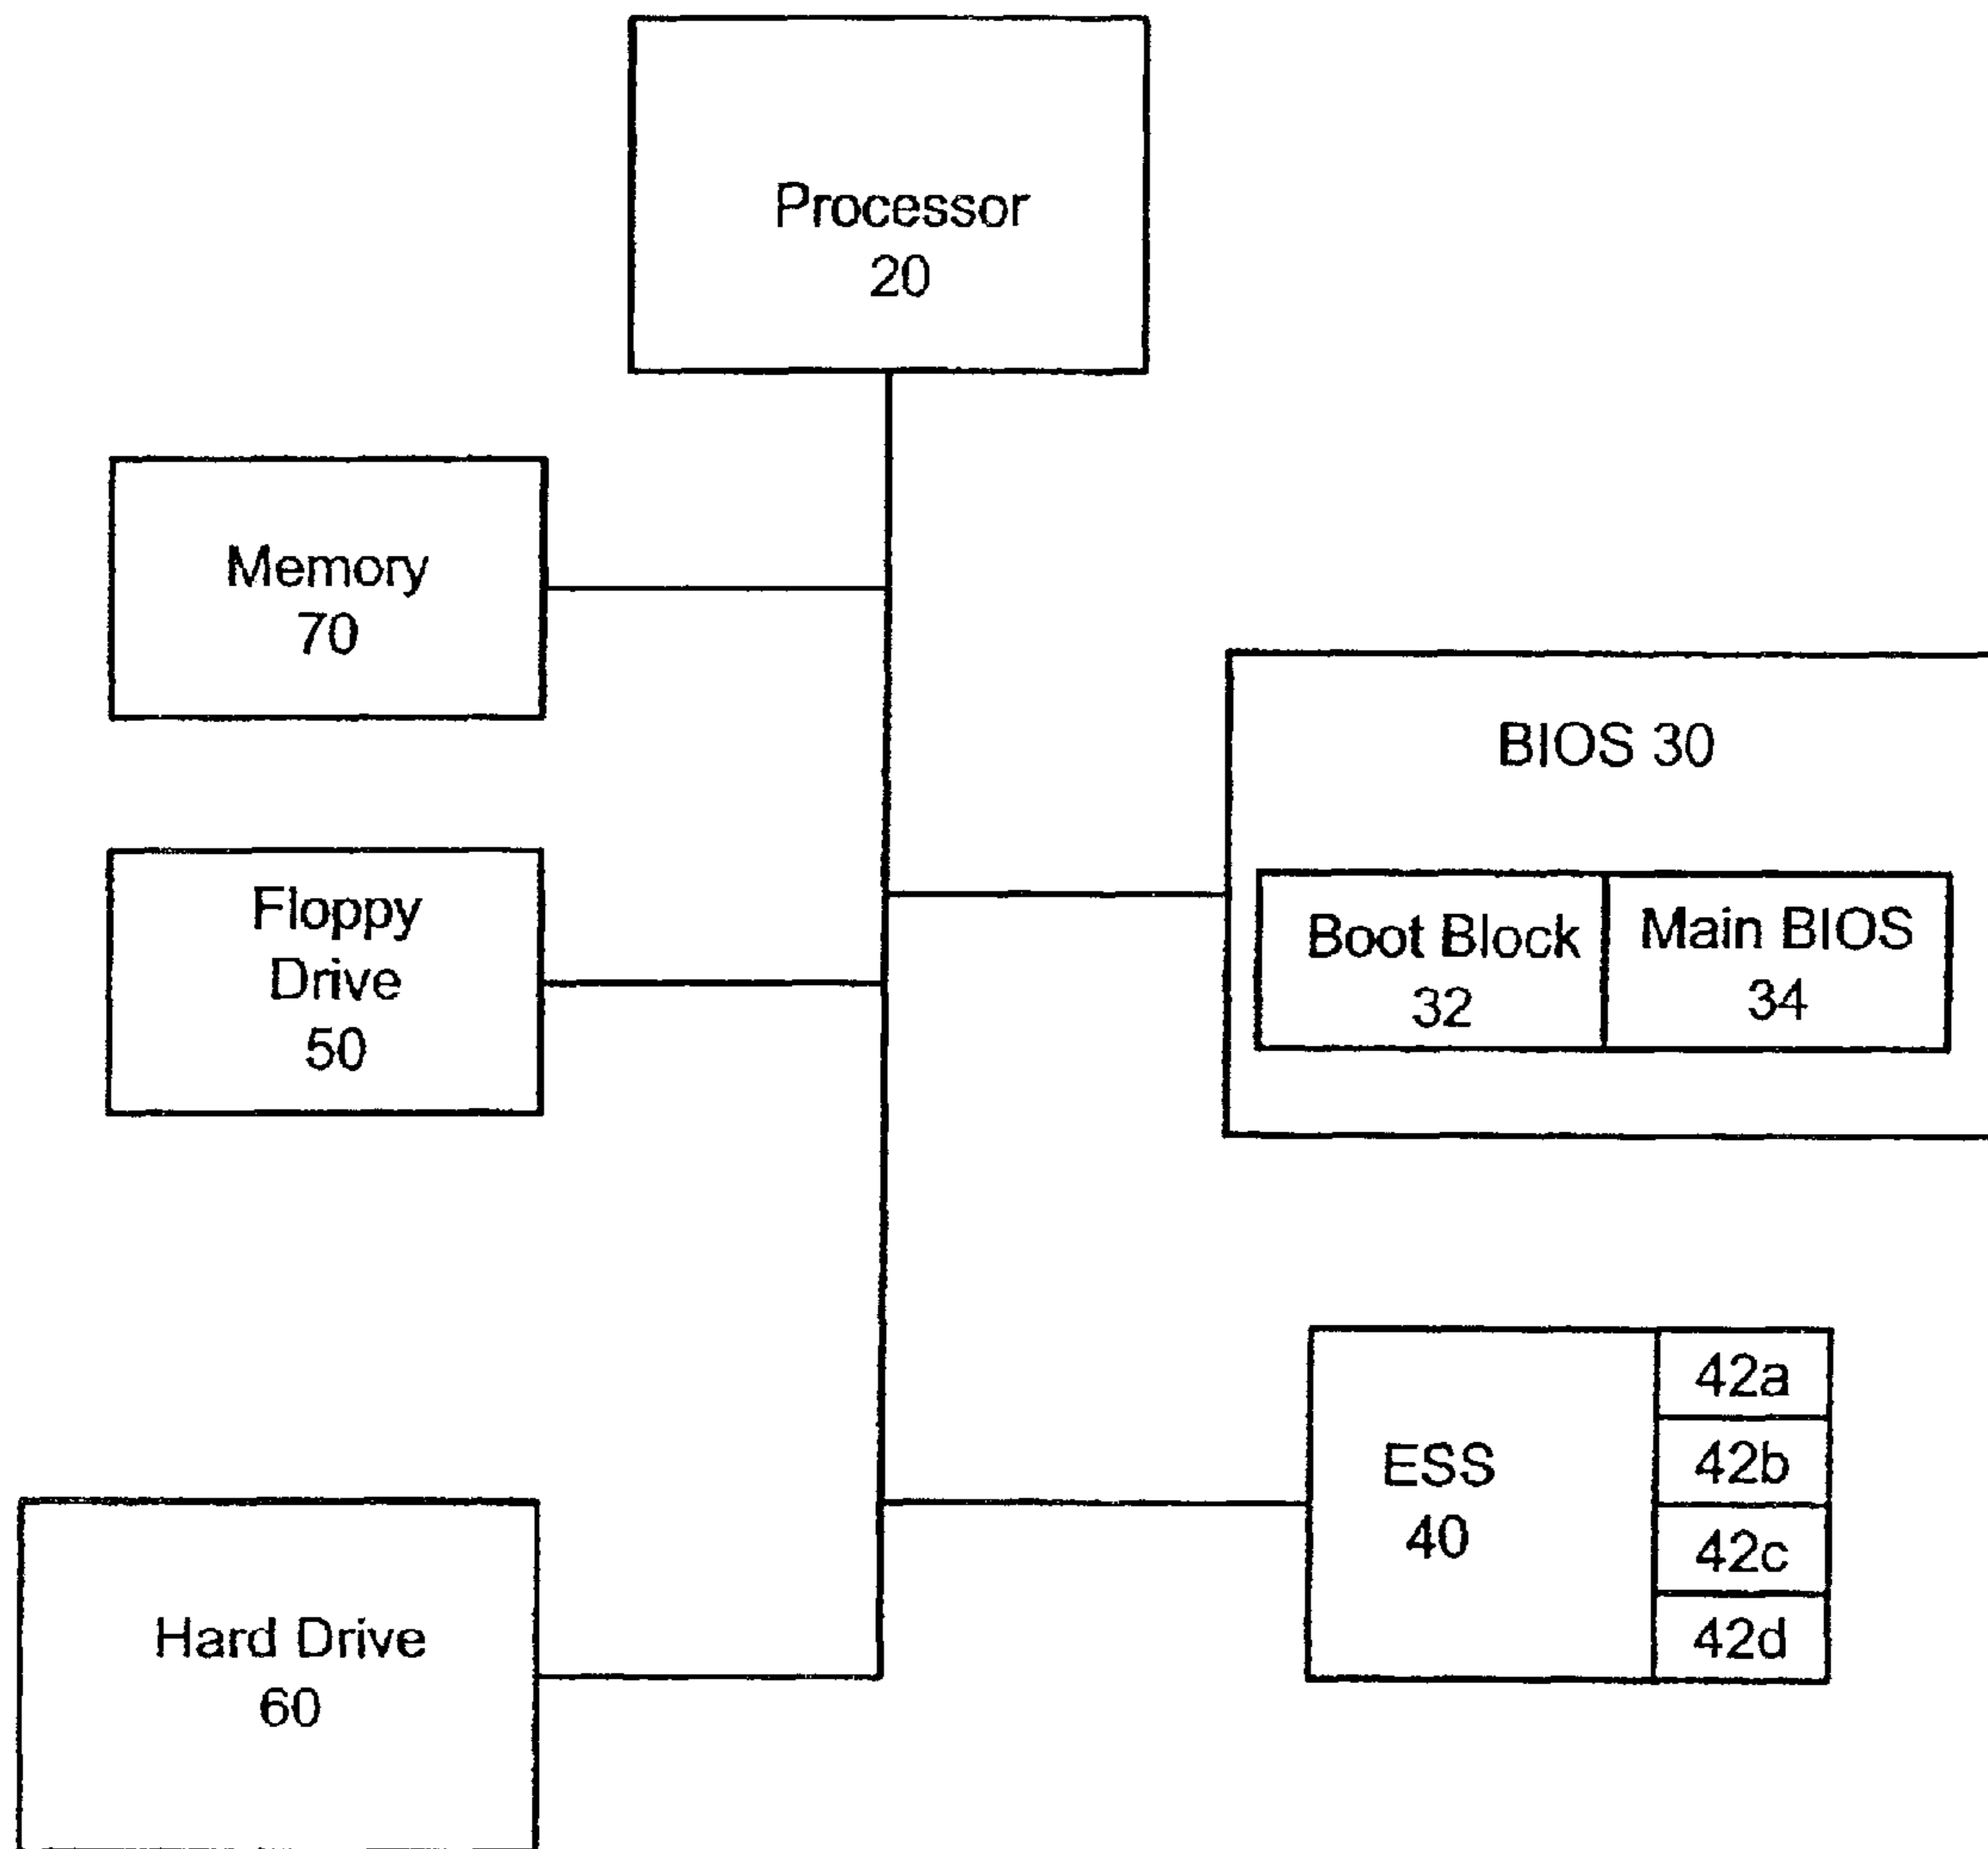 Processor
20
Memory
70
BIOS 30
Floppy
Drive
50
Boot Block
32
Main BIOS
34
ESS
40
42a
42b
42c
42d
Hard Drive
60